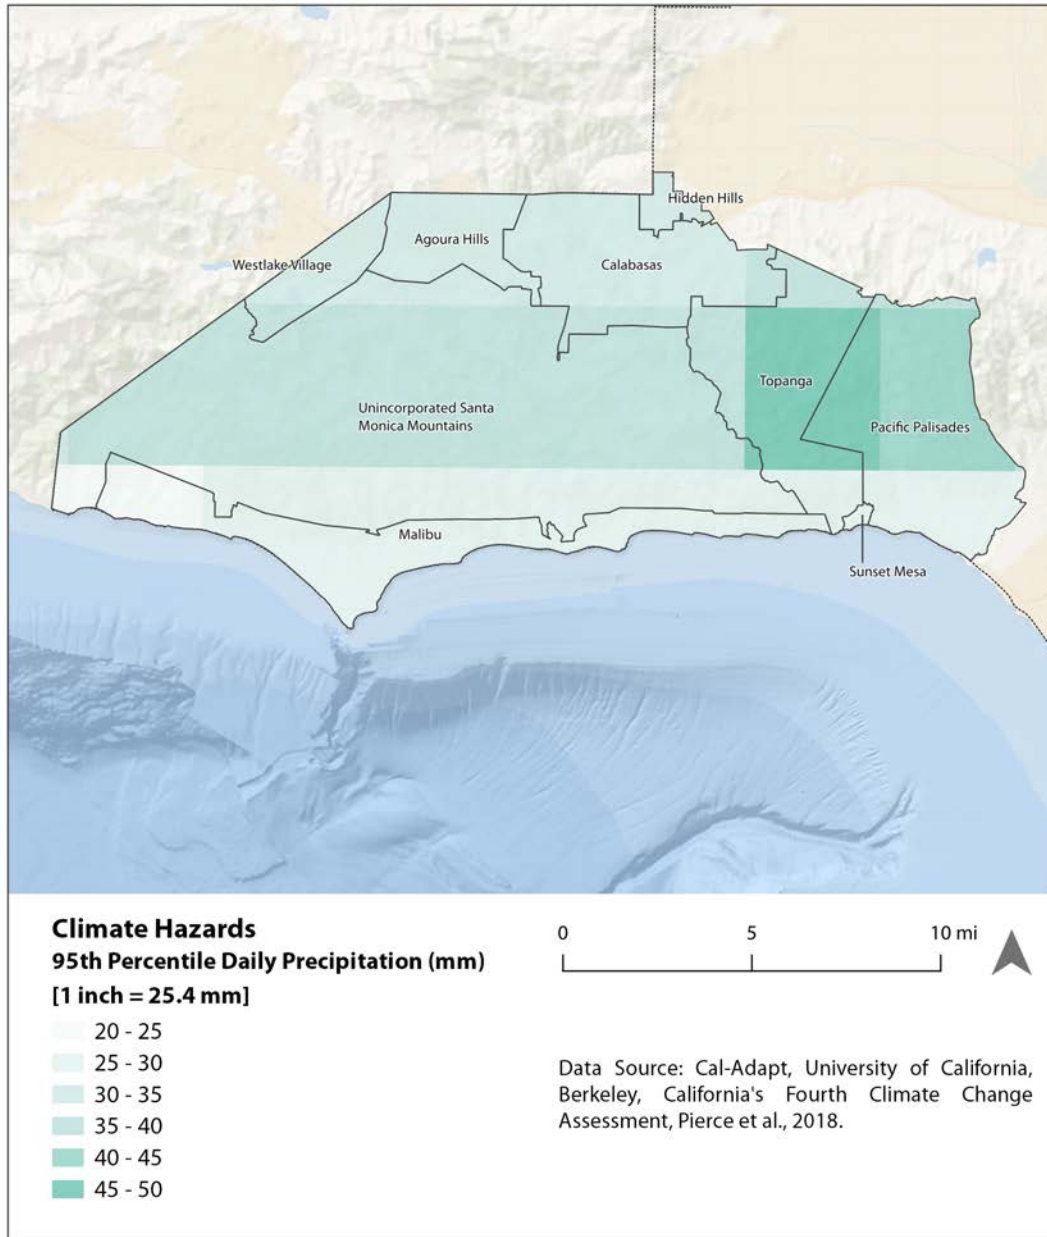 Hidden Hills
Agoura Hills
Westlake Village
Calabasas
Topanga
Unincorporated Santa
Monica Mountains
Pacific Palisades
Malibu
Sunset Mesa
Climate Hazards
95th Percentile Daily Precipitation (mm)
[1 inch = 25.4 mm]
20 - 25
25 - 30
30 - 35
35 - 40
40 - 45
45 - 50
0 5 10 mi
Data Source: Cal-Adapt, University of California,
Berkeley, California's Fourth Climate Change
Assessment, Pierce et al., 2018.